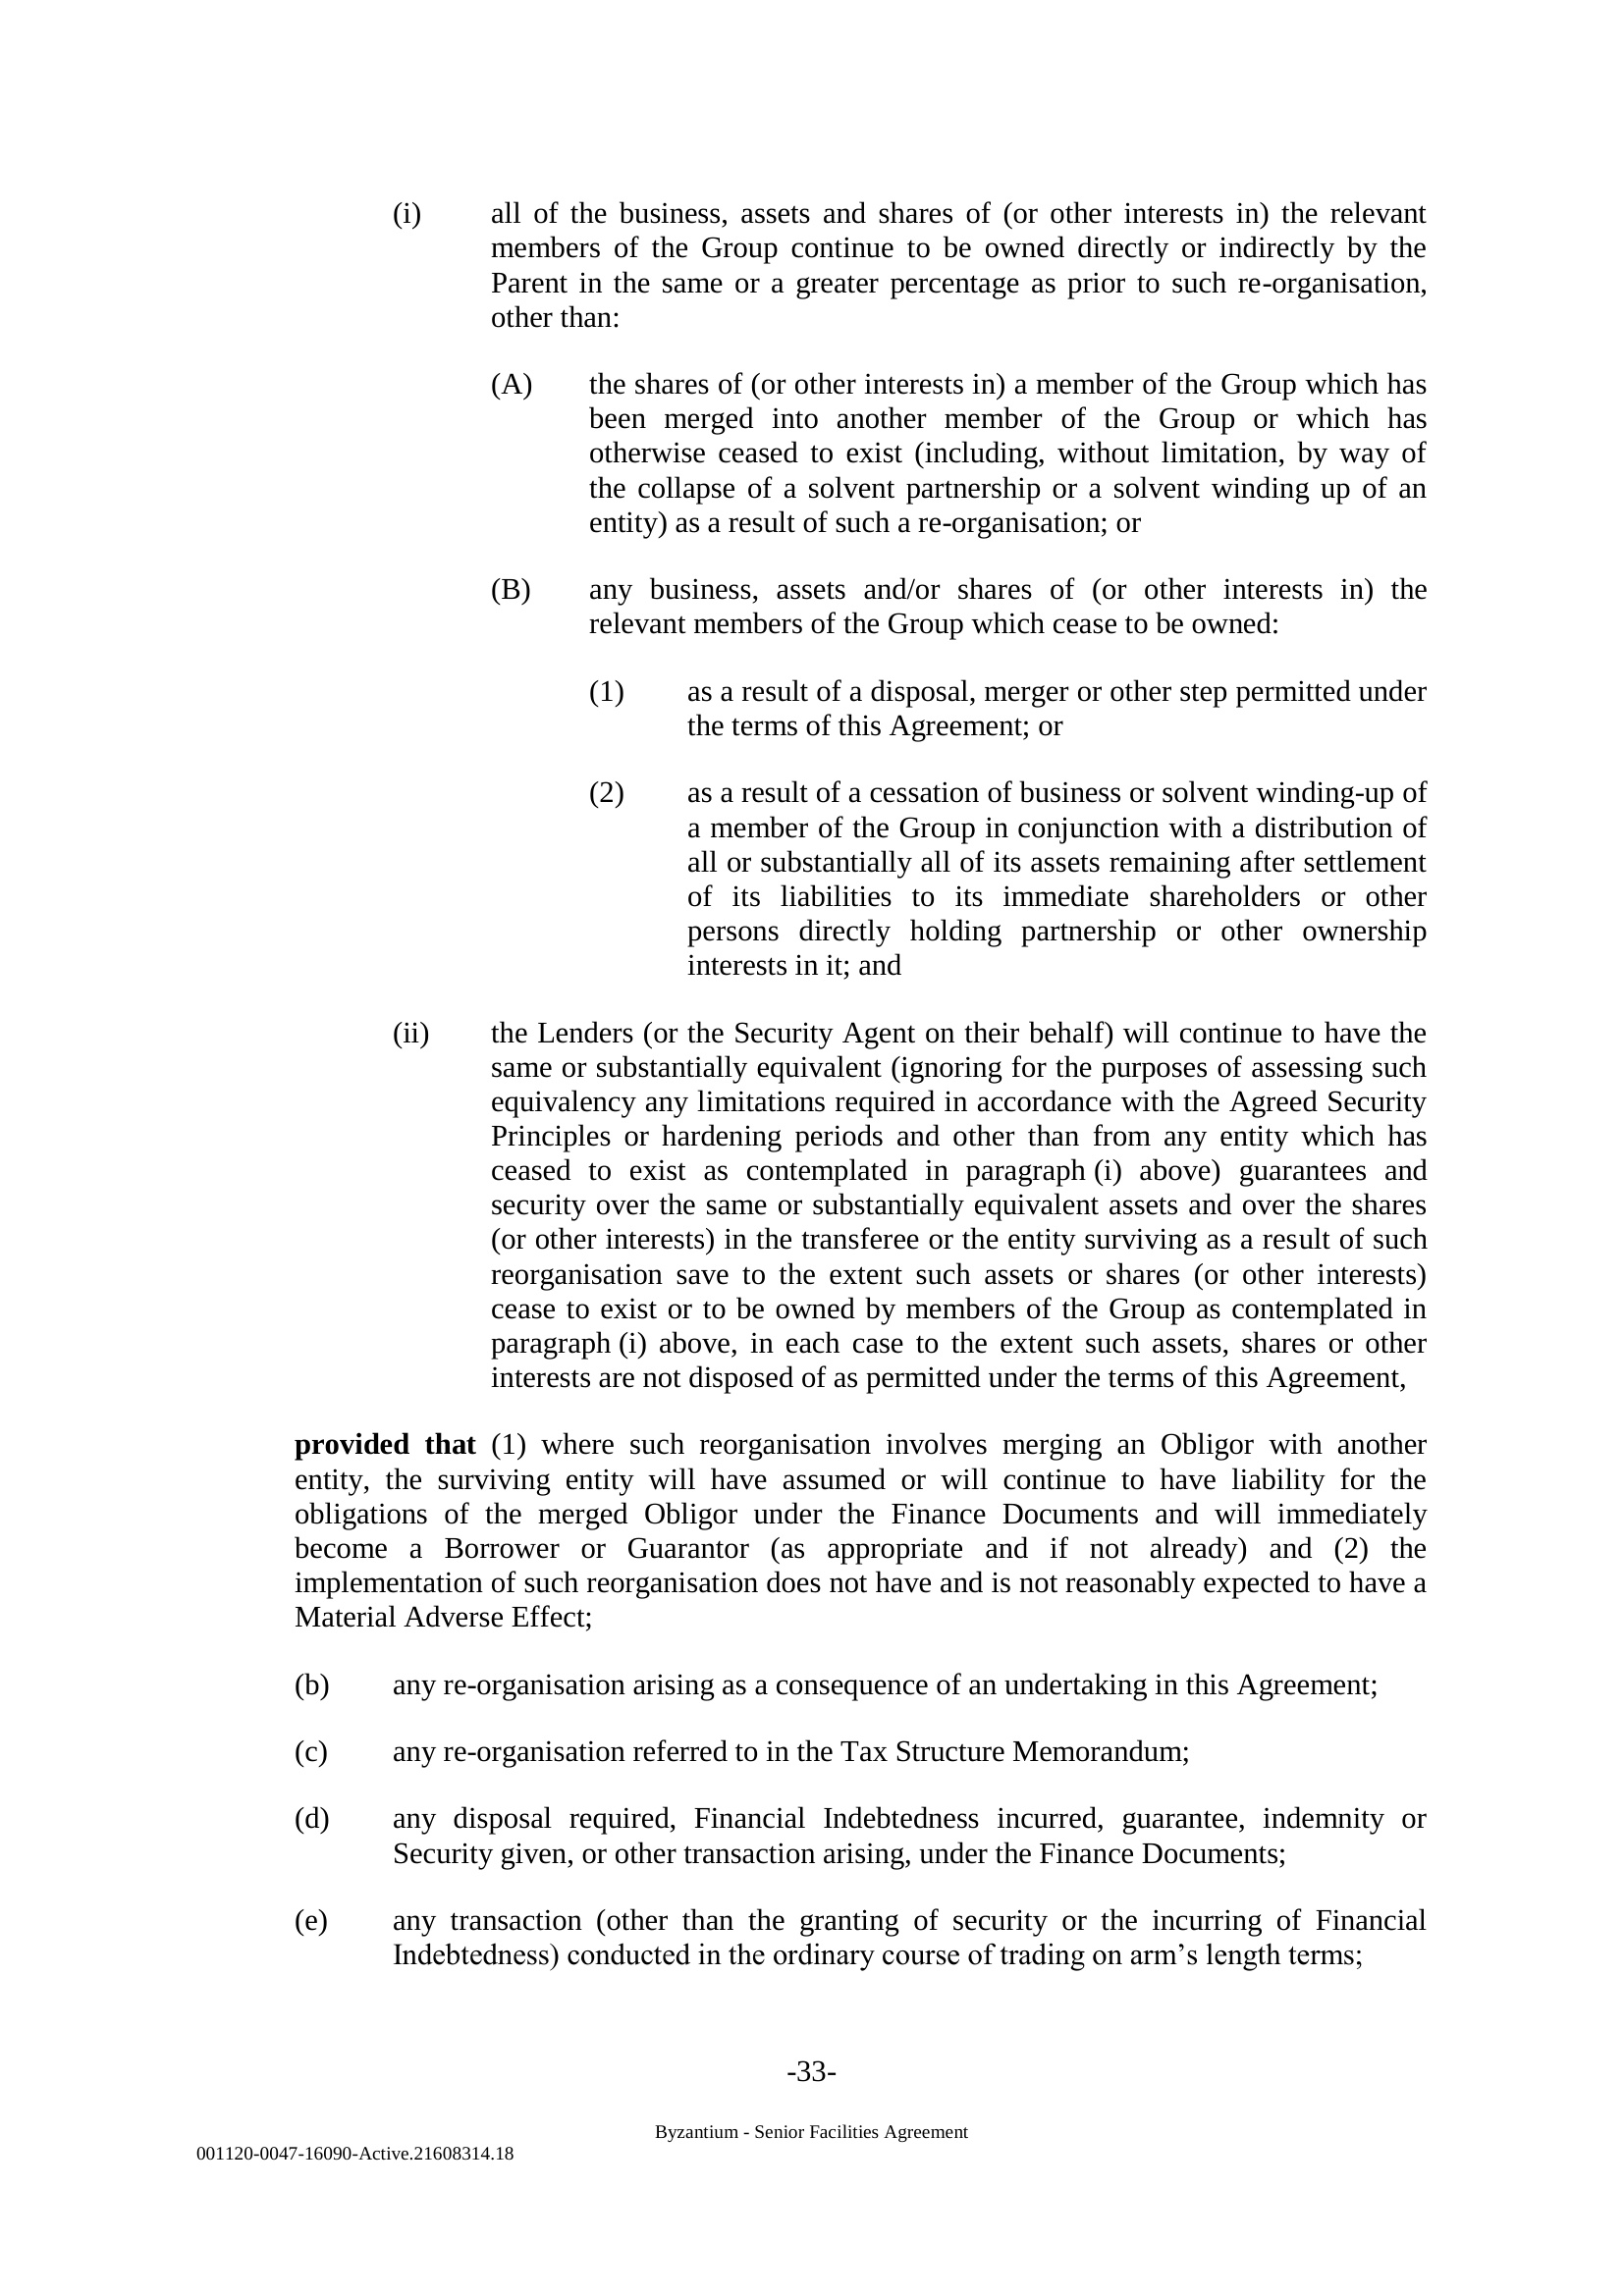 (i) all of the business, assets and shares of (or other interests in) the relevant
members of the Group continue to be owned directly or indirectly by the
Parent in the same or a greater percentage as prior to such re-organisation,
other than:
(A) the shares of (or other interests in) a member of the Group which has
been merged into another member of the Group or which has
otherwise ceased to exist (including, without limitation, by way of
the collapse of a solvent partnership or a solvent winding up of an
entity) as a result of such a re-organisation; or
(B) any business, assets and/or shares of (or other interests in) the
relevant members of the Group which cease to be owned:
(1) as a result of a disposal, merger or other step permitted under
the terms of this Agreement; or
(2) as a result of a cessation of business or solvent winding-up of
a member of the Group in conjunction with a distribution of
all or substantially all of its assets remaining after settlement
of its liabilities to its immediate shareholders or other
persons directly holding partnership or other ownership
interests in it; and
(ii) the Lenders (or the Security Agent on their behalf) will continue to have the
same or substantially equivalent (ignoring for the purposes of assessing such
equivalency any limitations required in accordance with the Agreed Security
Principles or hardening periods and other than from any entity which has
ceased to exist as contemplated in paragraph (i) above) guarantees and
security over the same or substantially equivalent assets and over the shares
(or other interests) in the transferee or the entity surviving as a result of such
reorganisation save to the extent such assets or shares (or other interests)
cease to exist or to be owned by members of the Group as contemplated in
paragraph (i) above, in each case to the extent such assets, shares or other
interests are not disposed of as permitted under the terms of this Agreement,
provided that (1) where such reorganisation involves merging an Obligor with another
entity, the surviving entity will have assumed or will continue to have liability for the
obligations of the merged Obligor under the Finance Documents and will immediately
become a Borrower or Guarantor (as appropriate and if not already) and (2) the
implementation of such reorganisation does not have and is not reasonably expected to have a
Material Adverse Effect;
(b) any re-organisation arising as a consequence of an undertaking in this Agreement;
(c) any re-organisation referred to in the Tax Structure Memorandum;
(d) any disposal required, Financial Indebtedness incurred, guarantee, indemnity or
Security given, or other transaction arising, under the Finance Documents;
(e) any transaction (other than the granting of security or the incurring of Financial
Indebtedness) conducted in the ordinary course of trading on arm’s length terms;
-33-
Byzantium - Senior Facilities Agreement
001120-0047-16090-Active.21608314.18